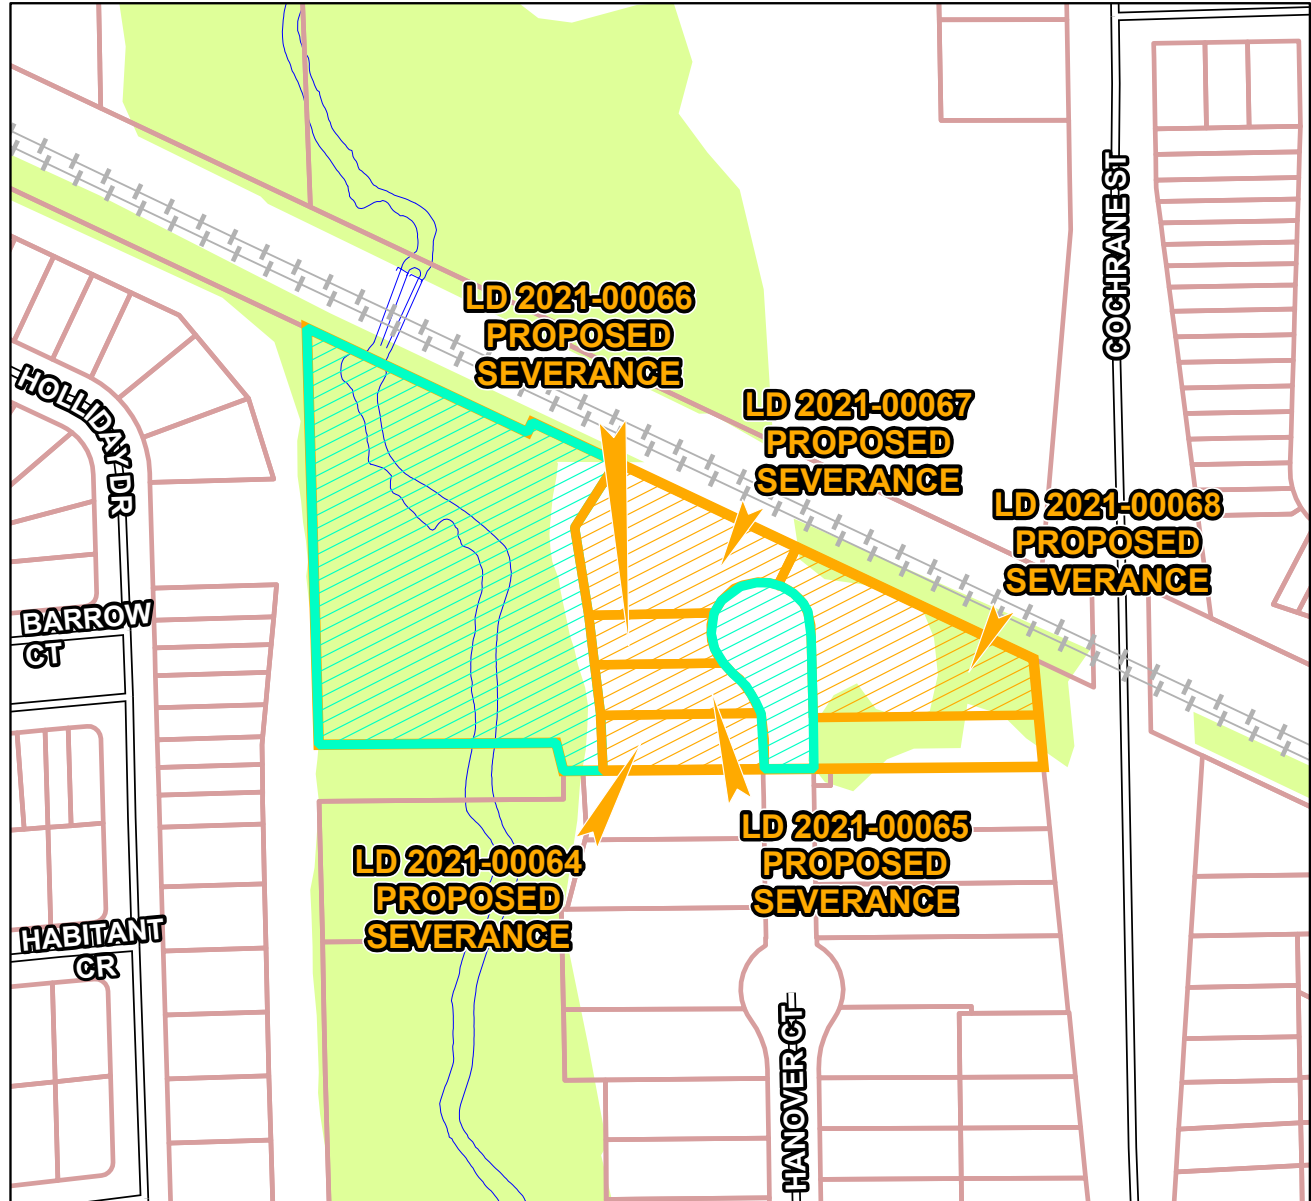 COCHRANE ST
LD 2021-00066
PROPOSED
SEVERANCE
HOLLIDAY DR
LD 2021-00067
PROPOSED
SEVERANCE
LD 2021-00068
PROPOSED
SEVERANCE
BARROW
CT
LD 2021-00065
PROPOSED
SEVERANCE
LD 2021-00064
PROPOSED
SEVERANCE
HABITANT
CR
HANOVER CT